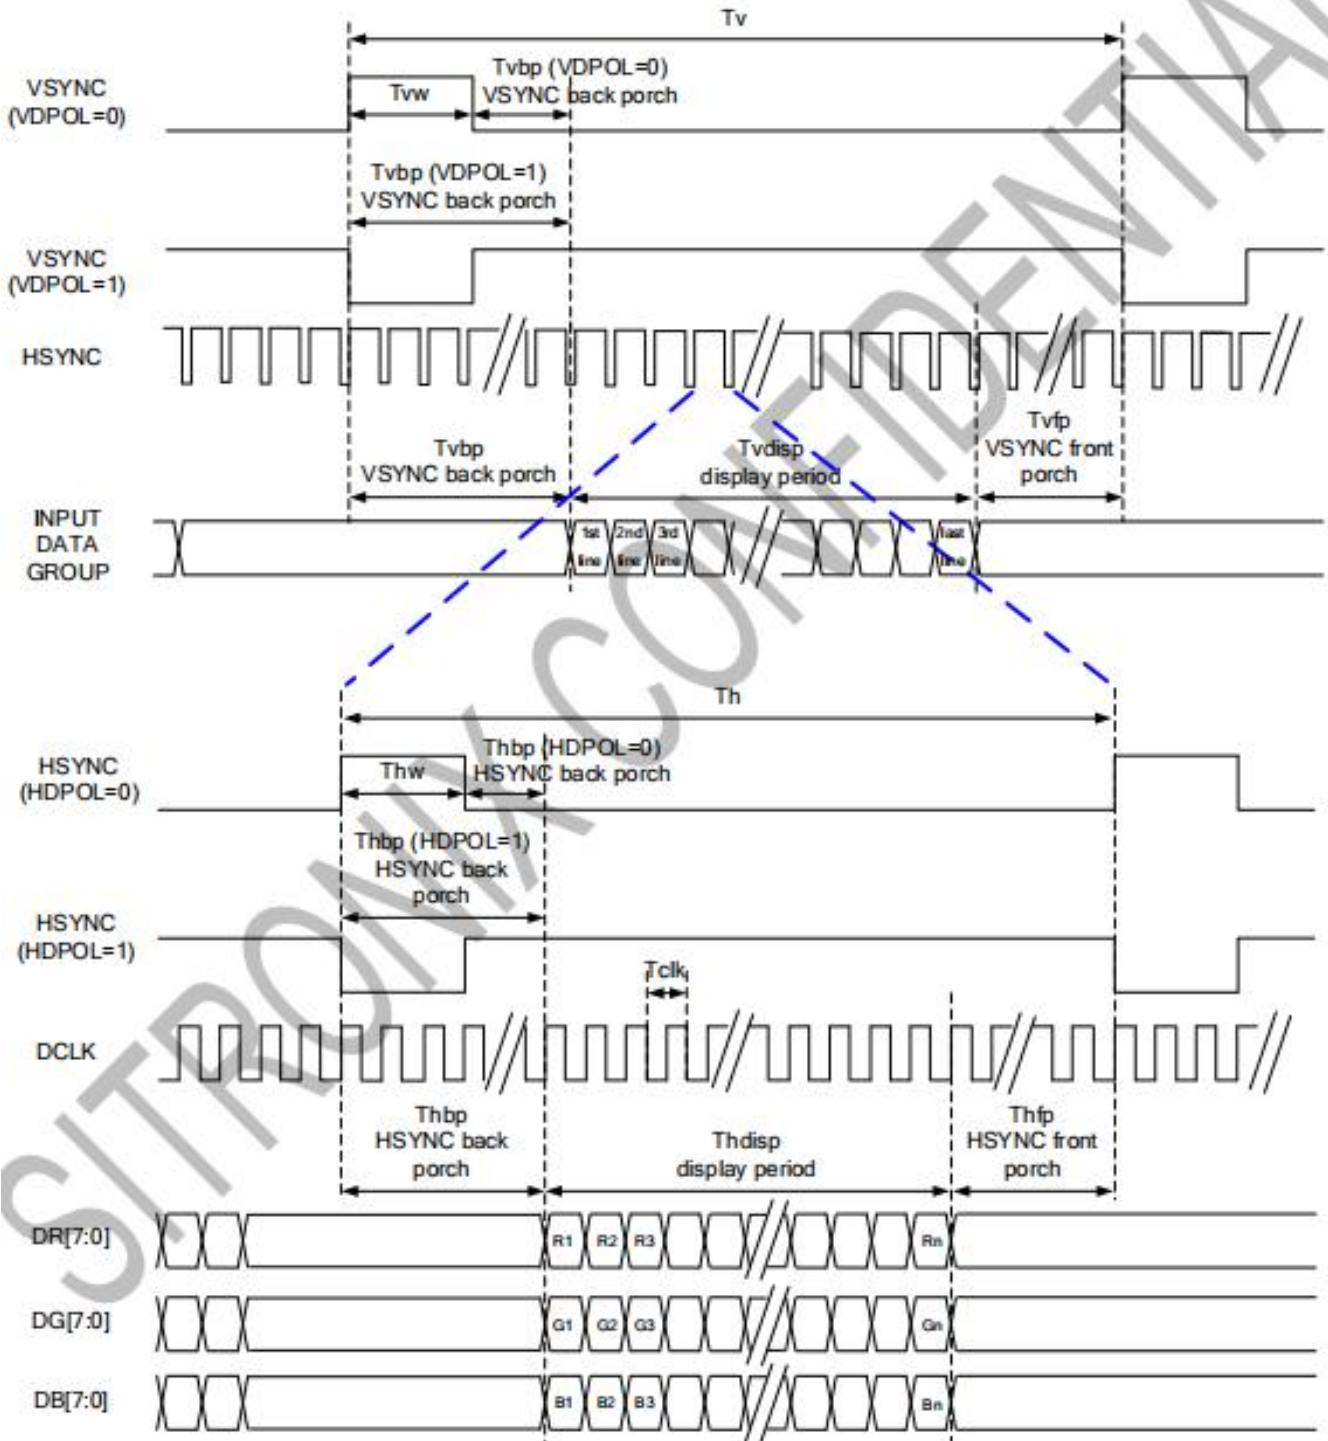 Tv
VSYNC
(VDPOL=0)
Tvw
Tvbp (VDPOL=0)
VSYNC back porch
Tvbp (VDPOL=1)
VSYNC back porch
VSYNC
(VDPOL=1)
HSYNC
Tvbp
VSYNC back porch
Tvdisp
display period
Tvfp
VSYNC front
porch
INPUT
DATA
GROUP
1st
line
2nd
line
3rd
line
last
line
Th
HSYNC
(HDPOL=0)
Thw
Thbp (HDPOL=0)
HSYNC back porch
Thbp (HDPOL=1)
HSYNC back
porch
HSYNC
(HDPOL=1)
Tclk
DCLK
Thbp
HSYNC back
porch
Thdisp
display period
Thfp
HSYNC front
porch
DR[7:0]
R1 R2 R3 Rn
DG[7:0]
G1 G2 G3 Gn
DB[7:0]
B1 B2 B3 Bn
SITRONIX CONFIDENTIAL